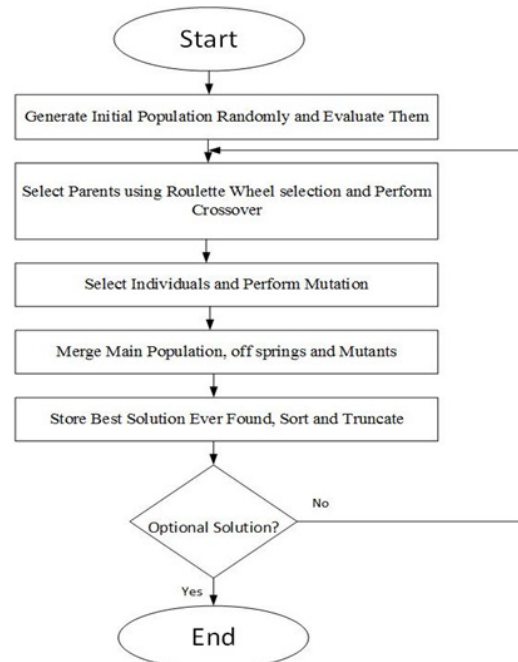 Start
Generate Initial Population Randomly and Evaluate Them
Select Parents using Roulette Wheel selection and Perform
Crossover
Select Individuals and Perform Mutation
Merge Main Population, off springs and Mutants
Store Best Solution Ever Found, Sort and Truncate
Optional Solution?
No
Yes
End